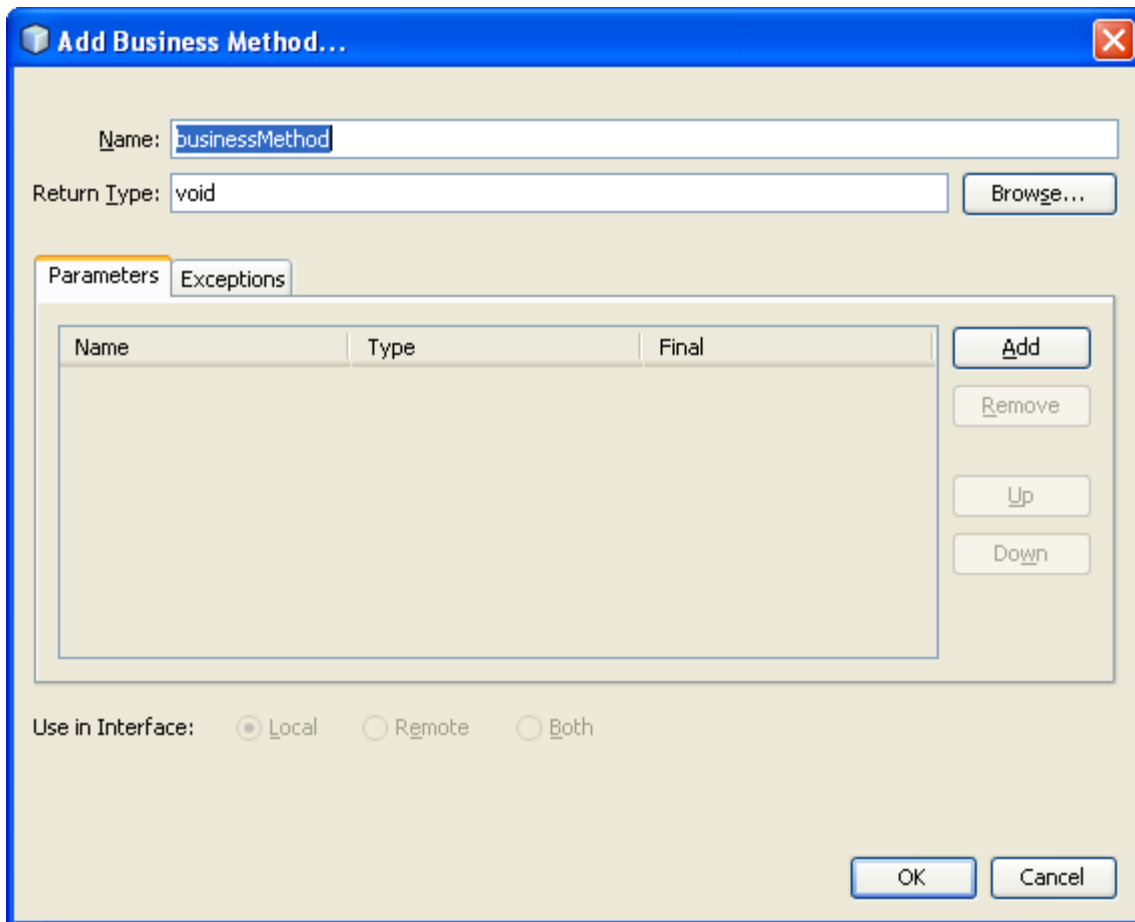 Add Business Method...
Name: businessMethod
Return Type: void Browse...
Parameters Exceptions
Name Type Final Add
Remove
Up
Down
Use in Interface: Local Remote Both
OK Cancel